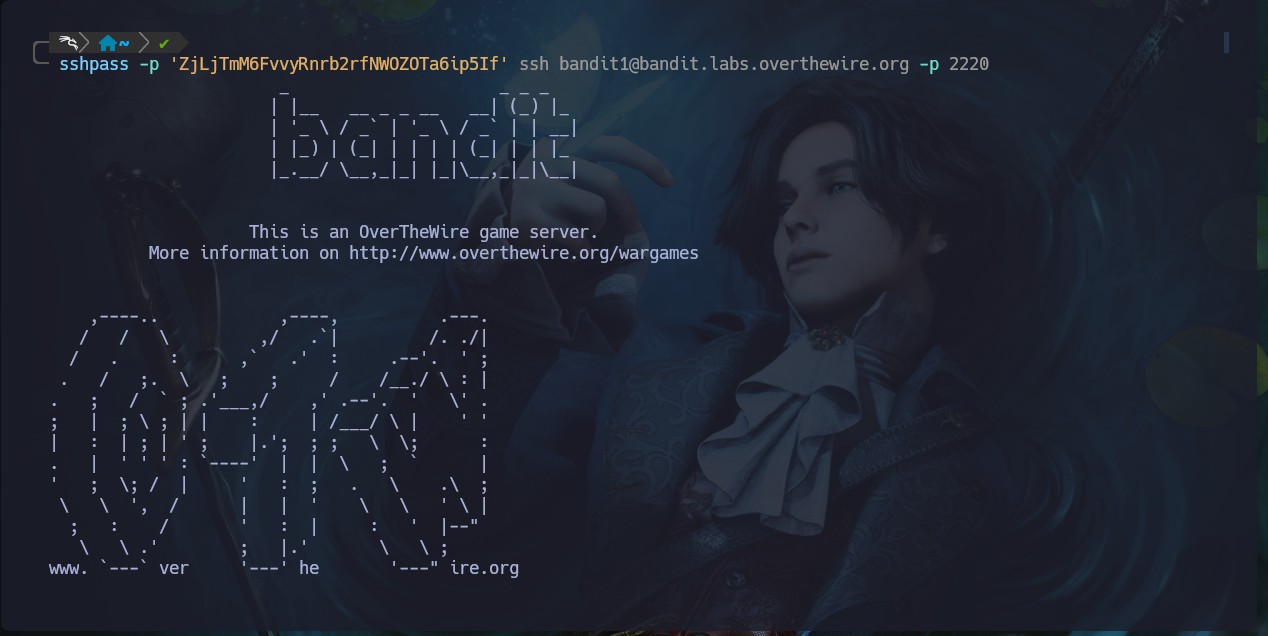 ~
sshpass -p 'ZjLjTmM6FvvyRnrb2rfNWOZOTa6ip5If' ssh bandit1@bandit.labs.overthewire.org -p 2220
bandit
This is an OverTheWire game server.
More information on http://www.overthewire.org/wargames
www. ver he ire.org